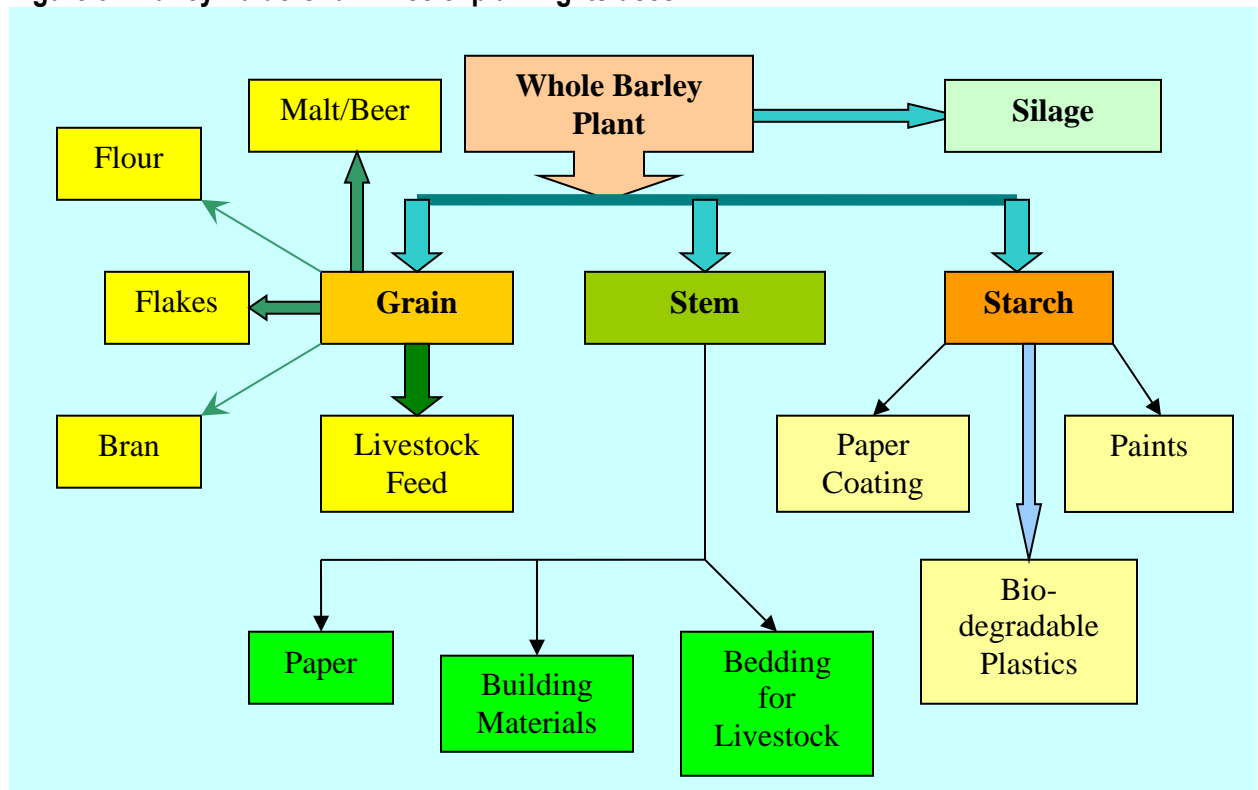 Whole Barley
Plant
Silage
Malt/Beer
Flour
Flakes
Grain
Stem
Starch
Bran
Livestock
Feed
Paper
Coating
Paints
Bio-
degradable
Plastics
Paper
Building
Materials
Bedding
for
Livestock